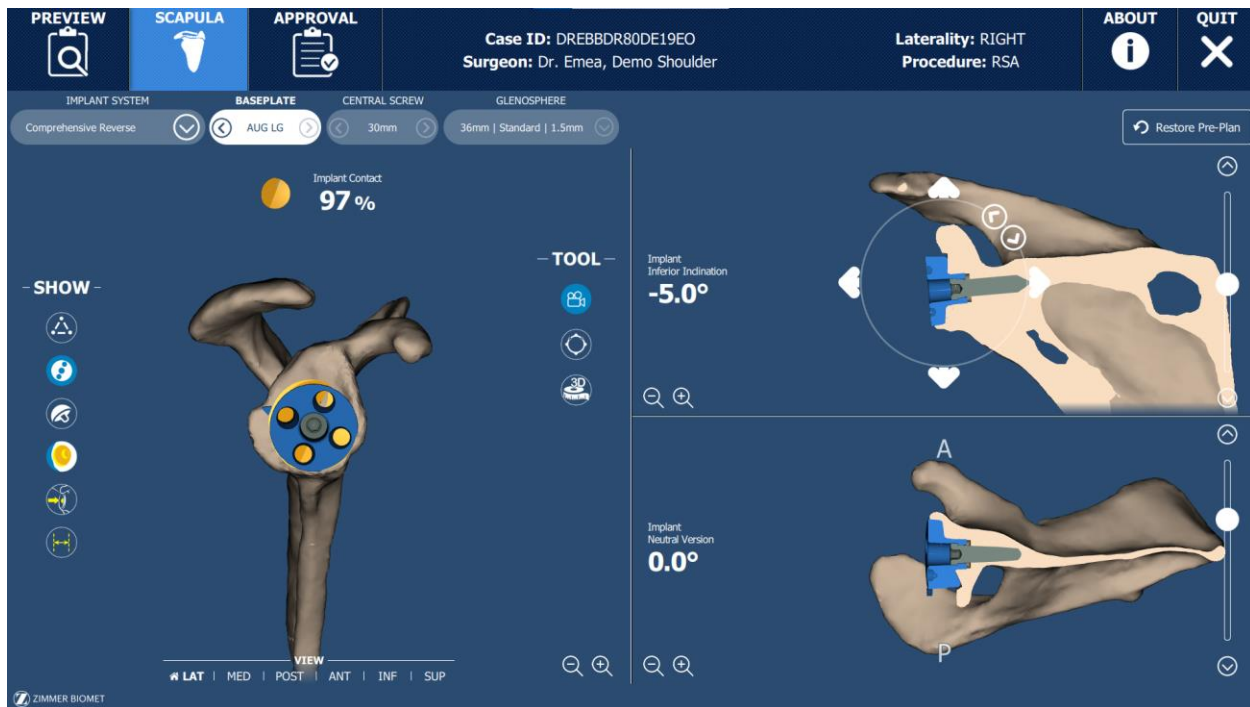 PREVIEW
SCAPULA
APPROVAL
Case ID: DREBBDR80DE19EO
Surgeon: Dr. Emea, Demo Shoulder
Laterality: RIGHT
Procedure: RSA
ABOUT
QUIT
IMPLANT SYSTEM
BASEPLATE
CENTRAL SCREW
GLENOSPHERE
Comprehensive Reverse
AUG LG
30mm
36mm | Standard | 1.5mm
Restore Pre-Plan
Implant Contact
97 %
SHOW
TOOL
3D
Implant
Inferior Inclination
-5.0°
A
Implant
Neutral Version
0.0°
P
VIEW
LAT | MED | POST | ANT | INF | SUP
ZIMMER BIOMET